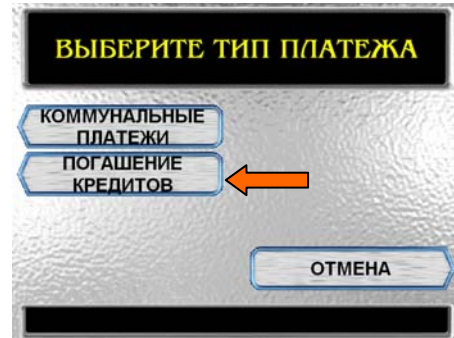 ВЫБЕРИТЕ ТИП ПЛАТЕЖА
КОММУНАЛЬНЫЕ
ПЛАТЕЖИ
ПОГАШЕНИЕ
КРЕДИТОВ
ОТМЕНА